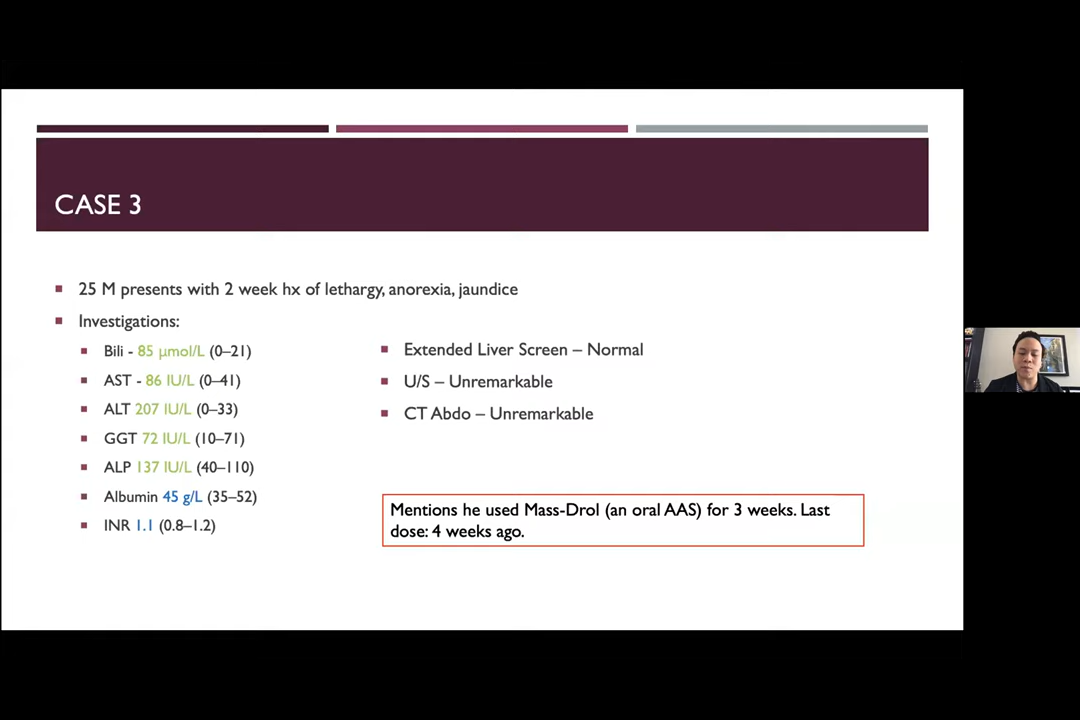 CASE 3
25 M presents with 2 week hx of lethargy, anorexia, jaundice
Investigations:
Bili - 85 μmol/L (0–21)
AST - 86 IU/L (0–41)
ALT 207 IU/L (0–33)
GGT 72 IU/L (10–71)
ALP 137 IU/L (40–110)
Albumin 45 g/L (35–52)
INR 1.1 (0.8–1.2)
Extended Liver Screen – Normal
U/S – Unremarkable
CT Abdo – Unremarkable
Mentions he used Mass-Drol (an oral AAS) for 3 weeks. Last
dose: 4 weeks ago.